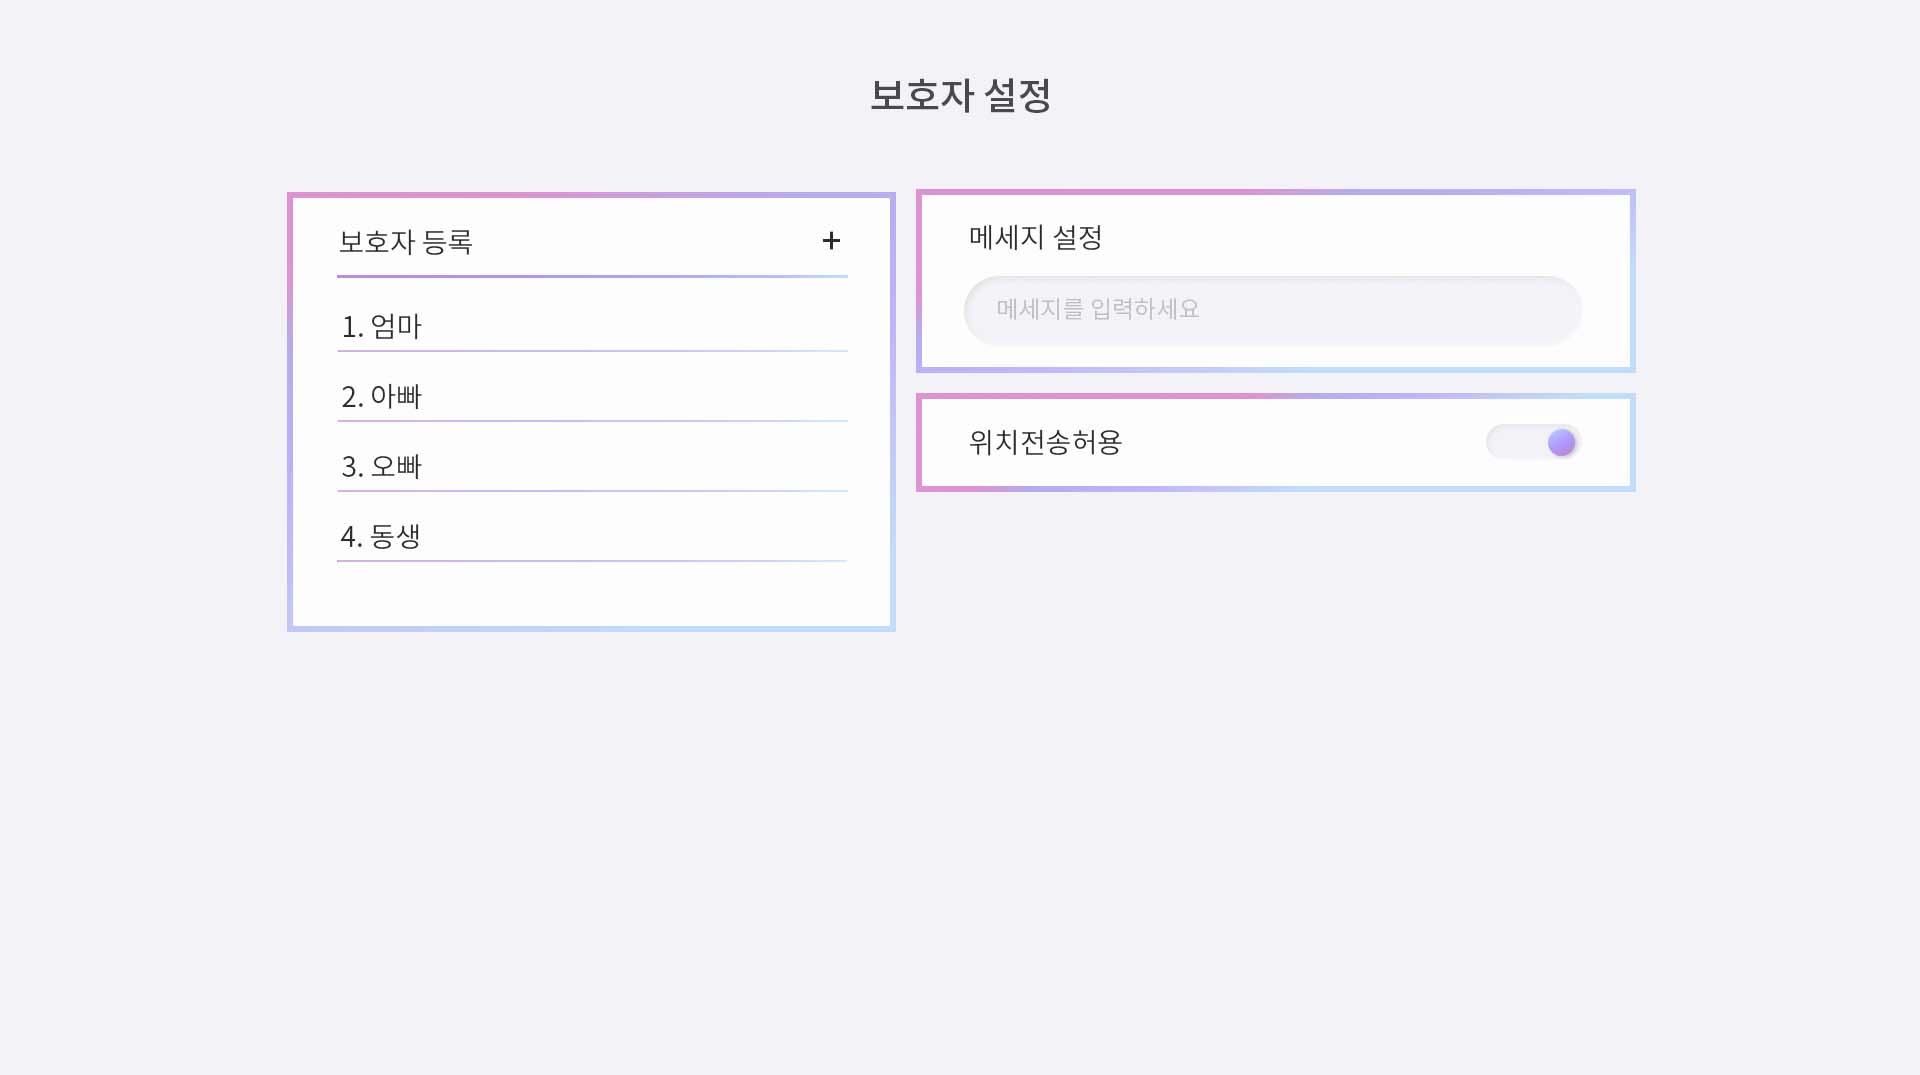 보호자 설정
보호자 등록 +
1. 엄마
2. 아빠
3. 오빠
4. 동생
메세지 설정
메세지를 입력하세요
위치전송허용